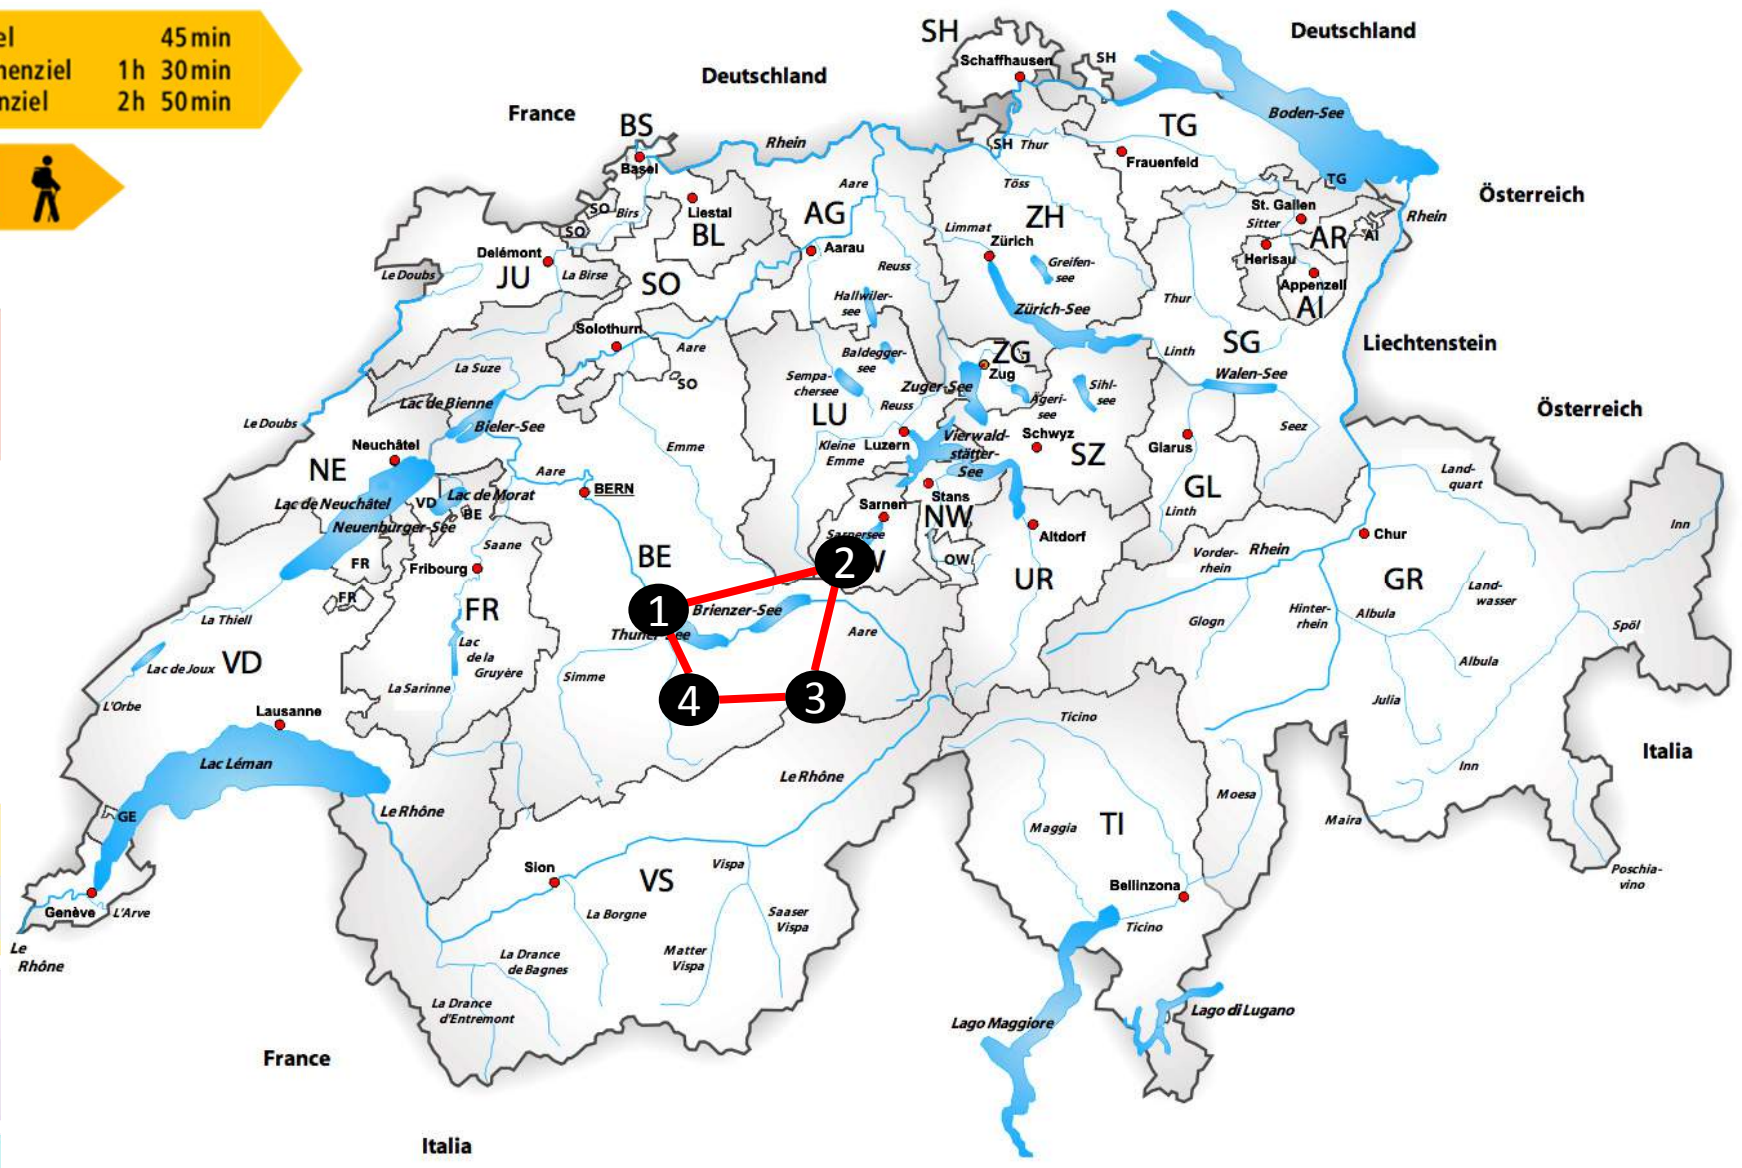 el 45 min
nenziel 1h 30 min
nziel 2h 50 min
Deutschland
SH
SH
Schaffhausen
Deutschland
France
BS
Basel
Rhein
SH
Thur
TG
Boden-See
Frauenfeld
TG
Österreich
Aare
Töss
St. Gallen
Sitter
Rhein
SO
Birs
Liestal
BL
AG
ZH
Limmat
Zürich
AR
AI
SO
Delémont
JU
La Birse
Le Doubs
SO
Aarau
Reuss
Greifen-
see
Herisau
Appenzell
AI
Hallwiler-
see
Zürich-See
Thur
Solothurn
Aare
SO
La Suze
Baldegger-
see
Sempa-
chersee
ZG
Zug
Zuger-See
Linth
SG
Walen-See
Liechtenstein
Lac de Bienne
Bieler-See
LU
Reuss
Ägeri-
see
Sihl-
see
Österreich
Le Doubs
Neuchâtel
NE
Emme
Kleine
Emme
Luzern
Vierwald-
stätter-
See
Schwyz
SZ
Glarus
GL
Seez
Aare
BERN
Lac de Neuchâtel
Neuenburger-See
VD
Lac de Morat
BE
Stans
Sarnen
NW
Sarnersee
Altdorf
Linth
Land-
quart
Inn
Saane
FR
Fribourg
BE
2
W
OW
UR
Vorder-
rhein
Rhein
Chur
GR
FR
FR
1
Brienzer-See
Thuner-See
Aare
Glogn
Hinter-
rhein
Albula
Land-
wasser
Spöl
La Thiell
Lac de Joux
VD
Lac
de la
Gruyère
La Sarinne
Simme
4
3
Albula
Julia
L'Orbe
Lausanne
Lac Léman
Ticino
Italia
Le Rhône
Le Rhône
Inn
GE
Maggia
TI
Moesa
Maira
Sion
VS
Vispa
Poschia-
vino
Genève
L'Arve
La Borgne
Saaser
Vispa
Bellinzona
Ticino
Le
Rhône
La Drance
de Bagnes
Matter
Vispa
La Drance
d'Entremont
Lago Maggiore
Lago di Lugano
France
Italia